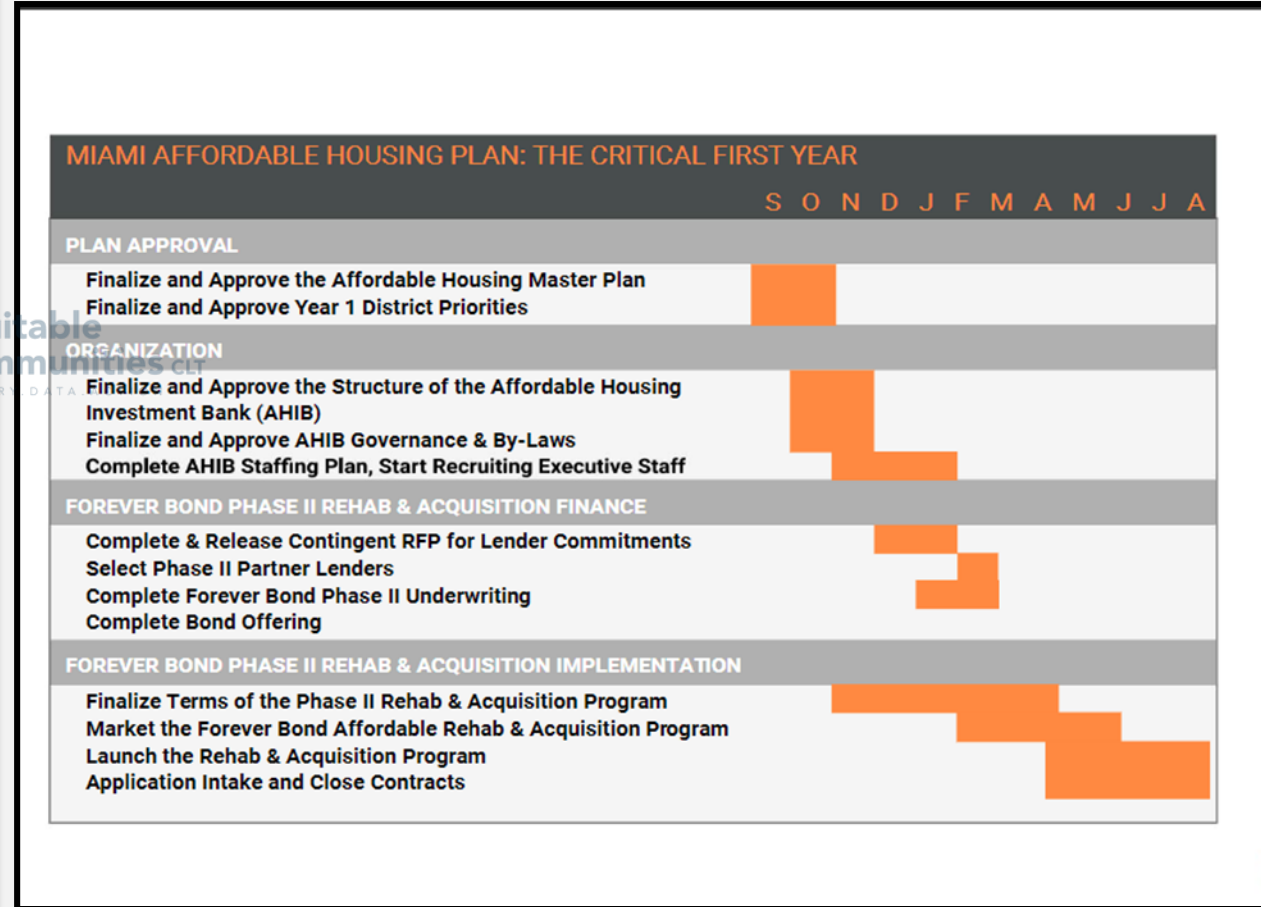 MIAMI AFFORDABLE HOUSING PLAN: THE CRITICAL FIRST YEAR
S O N D J F M A M J J A
PLAN APPROVAL
Finalize and Approve the Affordable Housing Master Plan
Finalize and Approve Year 1 District Priorities
ORGANIZATION
Finalize and Approve the Structure of the Affordable Housing
Investment Bank (AHIB)
Finalize and Approve AHIB Governance & By-Laws
Complete AHIB Staffing Plan, Start Recruiting Executive Staff
FOREVER BOND PHASE II REHAB & ACQUISITION FINANCE
Complete & Release Contingent RFP for Lender Commitments
Select Phase II Partner Lenders
Complete Forever Bond Phase II Underwriting
Complete Bond Offering
FOREVER BOND PHASE II REHAB & ACQUISITION IMPLEMENTATION
Finalize Terms of the Phase II Rehab & Acquisition Program
Market the Forever Bond Affordable Rehab & Acquisition Program
Launch the Rehab & Acquisition Program
Application Intake and Close Contracts
CLT
DATA